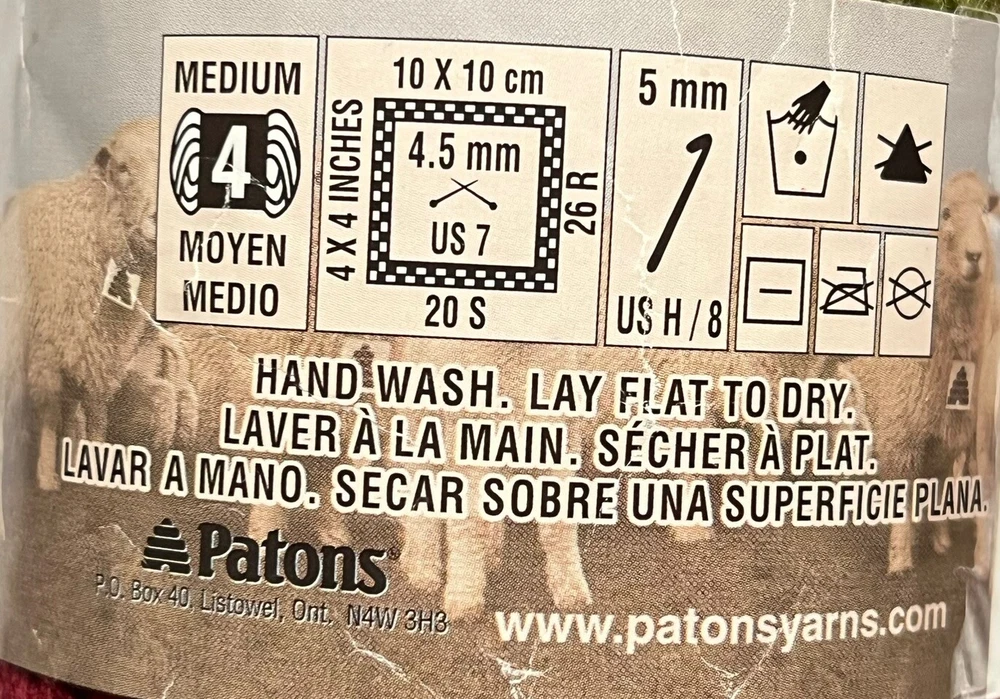 MEDIUM
4
MOYEN
MEDIO
10 X 10 cm
4 X 4 INCHES
4.5 mm
US 7
26 R
20 S
5 mm
US H / 8
HAND WASH. LAY FLAT TO DRY.
LAVER À LA MAIN. SÉCHER À PLAT.
LAVAR A MANO. SECAR SOBRE UNA SUPERFICIE PLANA.
Patons®
P.O. Box 40, Listowel, Ont. N4W 3H3
www.patonsyarns.com